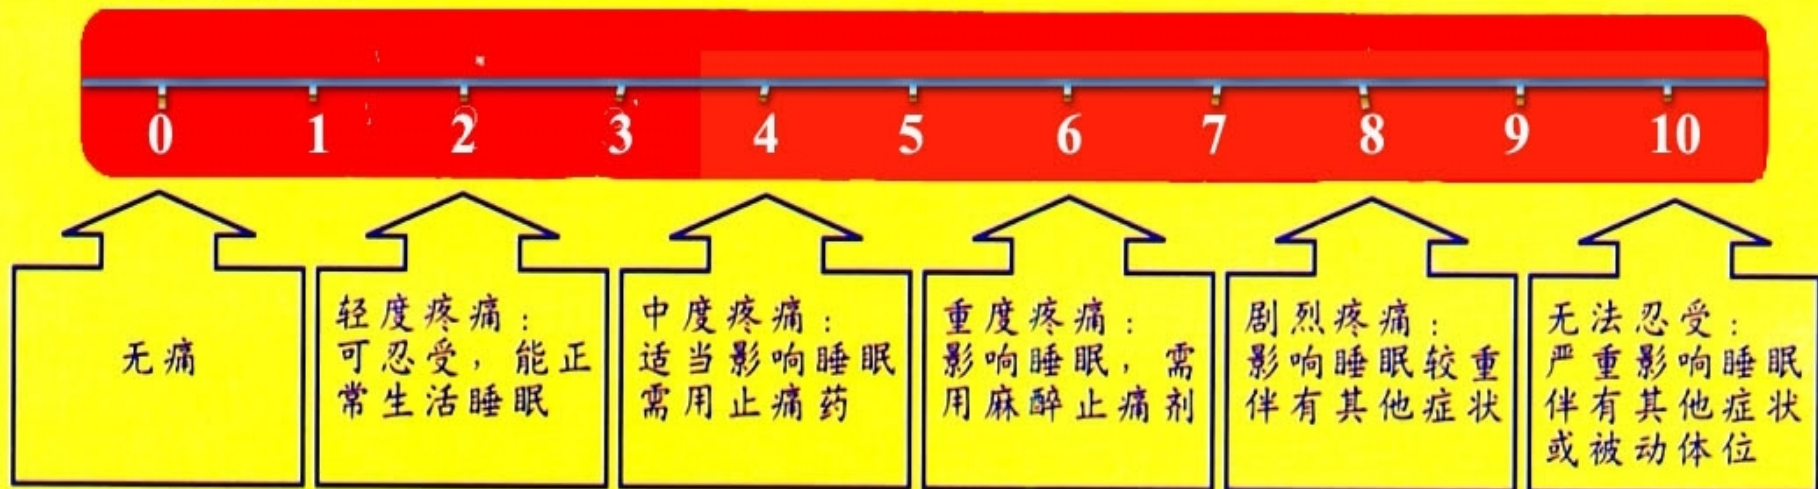 0 1 2 3 4 5 6 7 8 9 10
无痛
轻度疼痛：
可忍受，能正
常生活睡眠
中度疼痛：
适当影响睡眠
需用止痛药
重度疼痛：
影响睡眠，需
用麻醉止痛剂
剧烈疼痛：
影响睡眠较重
伴有其他症状
无法忍受：
严重影响睡眠
伴有其他症状
或被动体位